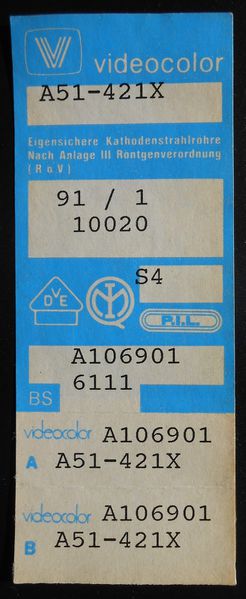 videocolor
A51-421X
Eigensichere Kathodenstrahlröhre
Nach Anlage III Röntgenverordnung
(RöV)
91 / 1
10020
S4
DVE
P.I.L.
A106901
6111
BS
videocolor A106901
A A51-421X
videocolor A106901
B A51-421X